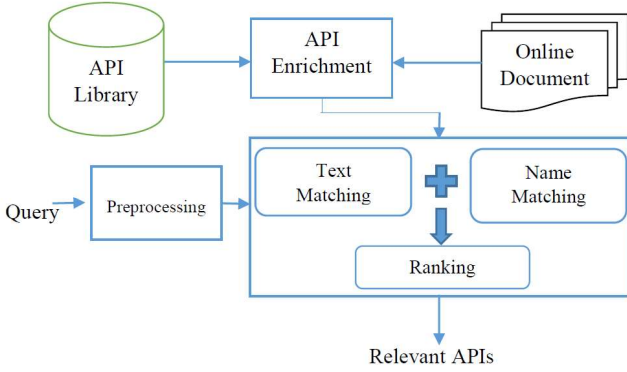 API
Library
API
Enrichment
Online
Document
Query
Preprocessing
Text
Matching
Name
Matching
Ranking
Relevant APIs